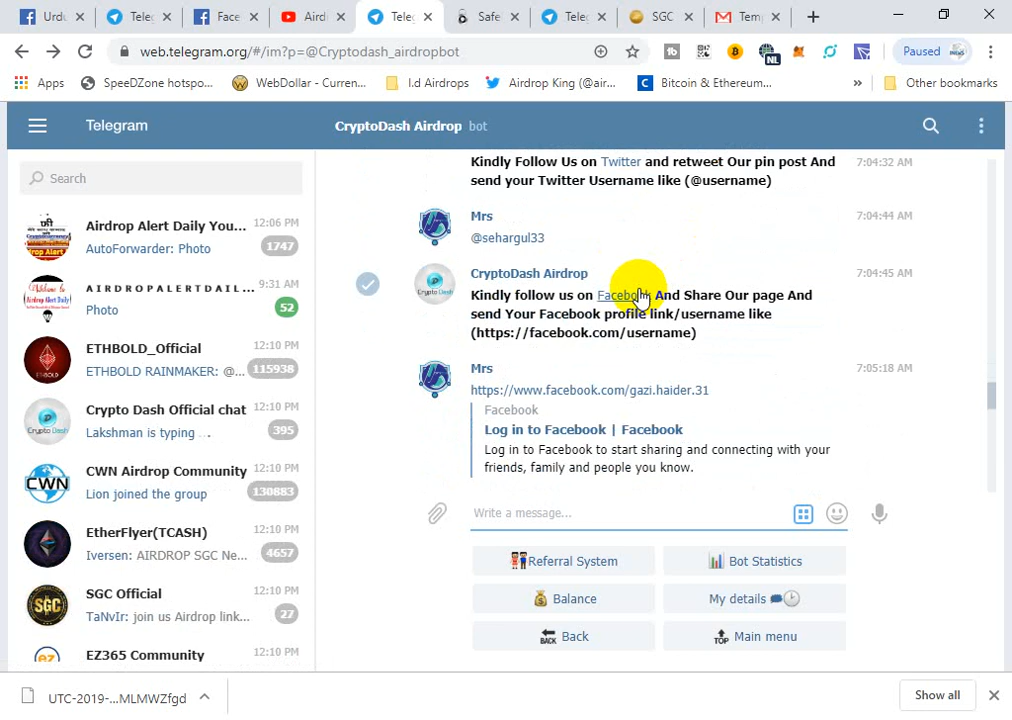 Urdu
Teleg
Face
Airdr
Teleg
Safe
Teleg
SGC
Temp
web.telegram.org/#/im?p=@Cryptodash_airdropbot
Paused
Apps
SpeedZone hotspo...
WebDollar - Curren...
I.d Airdrops
Airdrop King (@air...
Bitcoin & Ethereum...
»
Other bookmarks
Telegram
CryptoDash Airdrop bot
Search
Airdrop Alert Daily You...
12:06 PM
AutoForwarder: Photo
1747
A I R D R O P A L E R T D A I L ...
9:31 AM
Photo
52
ETHBOLD_Official
12:10 PM
ETHBOLD RAINMAKER: @...
115938
Crypto Dash Official chat
12:10 PM
Lakshman is typing ...
395
CWN Airdrop Community
12:10 PM
Lion joined the group
130883
EtherFlyer(TCASH)
12:10 PM
Iversen: AIRDROP SGC Ne...
4657
SGC Official
12:10 PM
TaNvIr: join us Airdrop link...
27
EZ365 Community
12:10 PM
Kindly Follow Us on Twitter and retweet Our pin post And
send your Twitter Username like (@username)
7:04:32 AM
Mrs
7:04:44 AM
@sehargul33
CryptoDash Airdrop
7:04:45 AM
Kindly follow us on Facebook And Share Our page And
send Your Facebook profile link/username like
(https://facebook.com/username)
Mrs
7:05:18 AM
https://www.facebook.com/gazi.haider.31
Facebook
Log in to Facebook | Facebook
Log in to Facebook to start sharing and connecting with your
friends, family and people you know.
Write a message...
Referral System
Bot Statistics
Balance
My details
BACK Back
TOP Main menu
UTC-2019-...MLMWZfgd
Show all